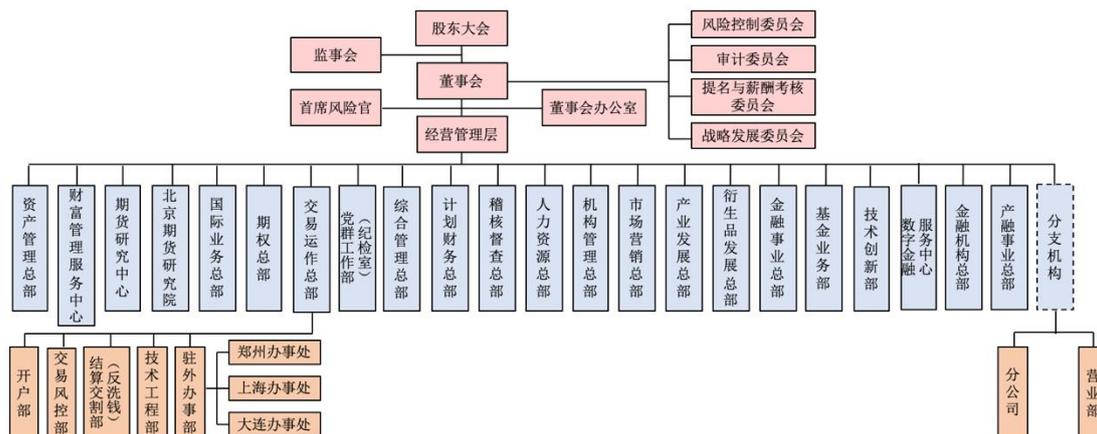 股东大会
监事会
董事会
首席风险官
董事会办公室
经营管理层
风险控制委员会
审计委员会
提名与薪酬考核
委员会
战略发展委员会
资产管理总部
财富管理服务中心
期货研究中心
北京期货研究院
国际业务总部
期权总部
交易运作总部
党群工作部
（纪检室）
综合管理总部
计划财务总部
稽核督查总部
人力资源总部
机构管理总部
市场营销总部
产业发展总部
衍生品发展总部
金融事业总部
基金业务部
技术创新部
数字金融
服务中心
金融机构总部
产融事业总部
分支机构
开户部
交易风控部
结算交割部
（反洗钱）
技术工程部
驻外办事部
郑州办事处
上海办事处
大连办事处
分公司
营业部